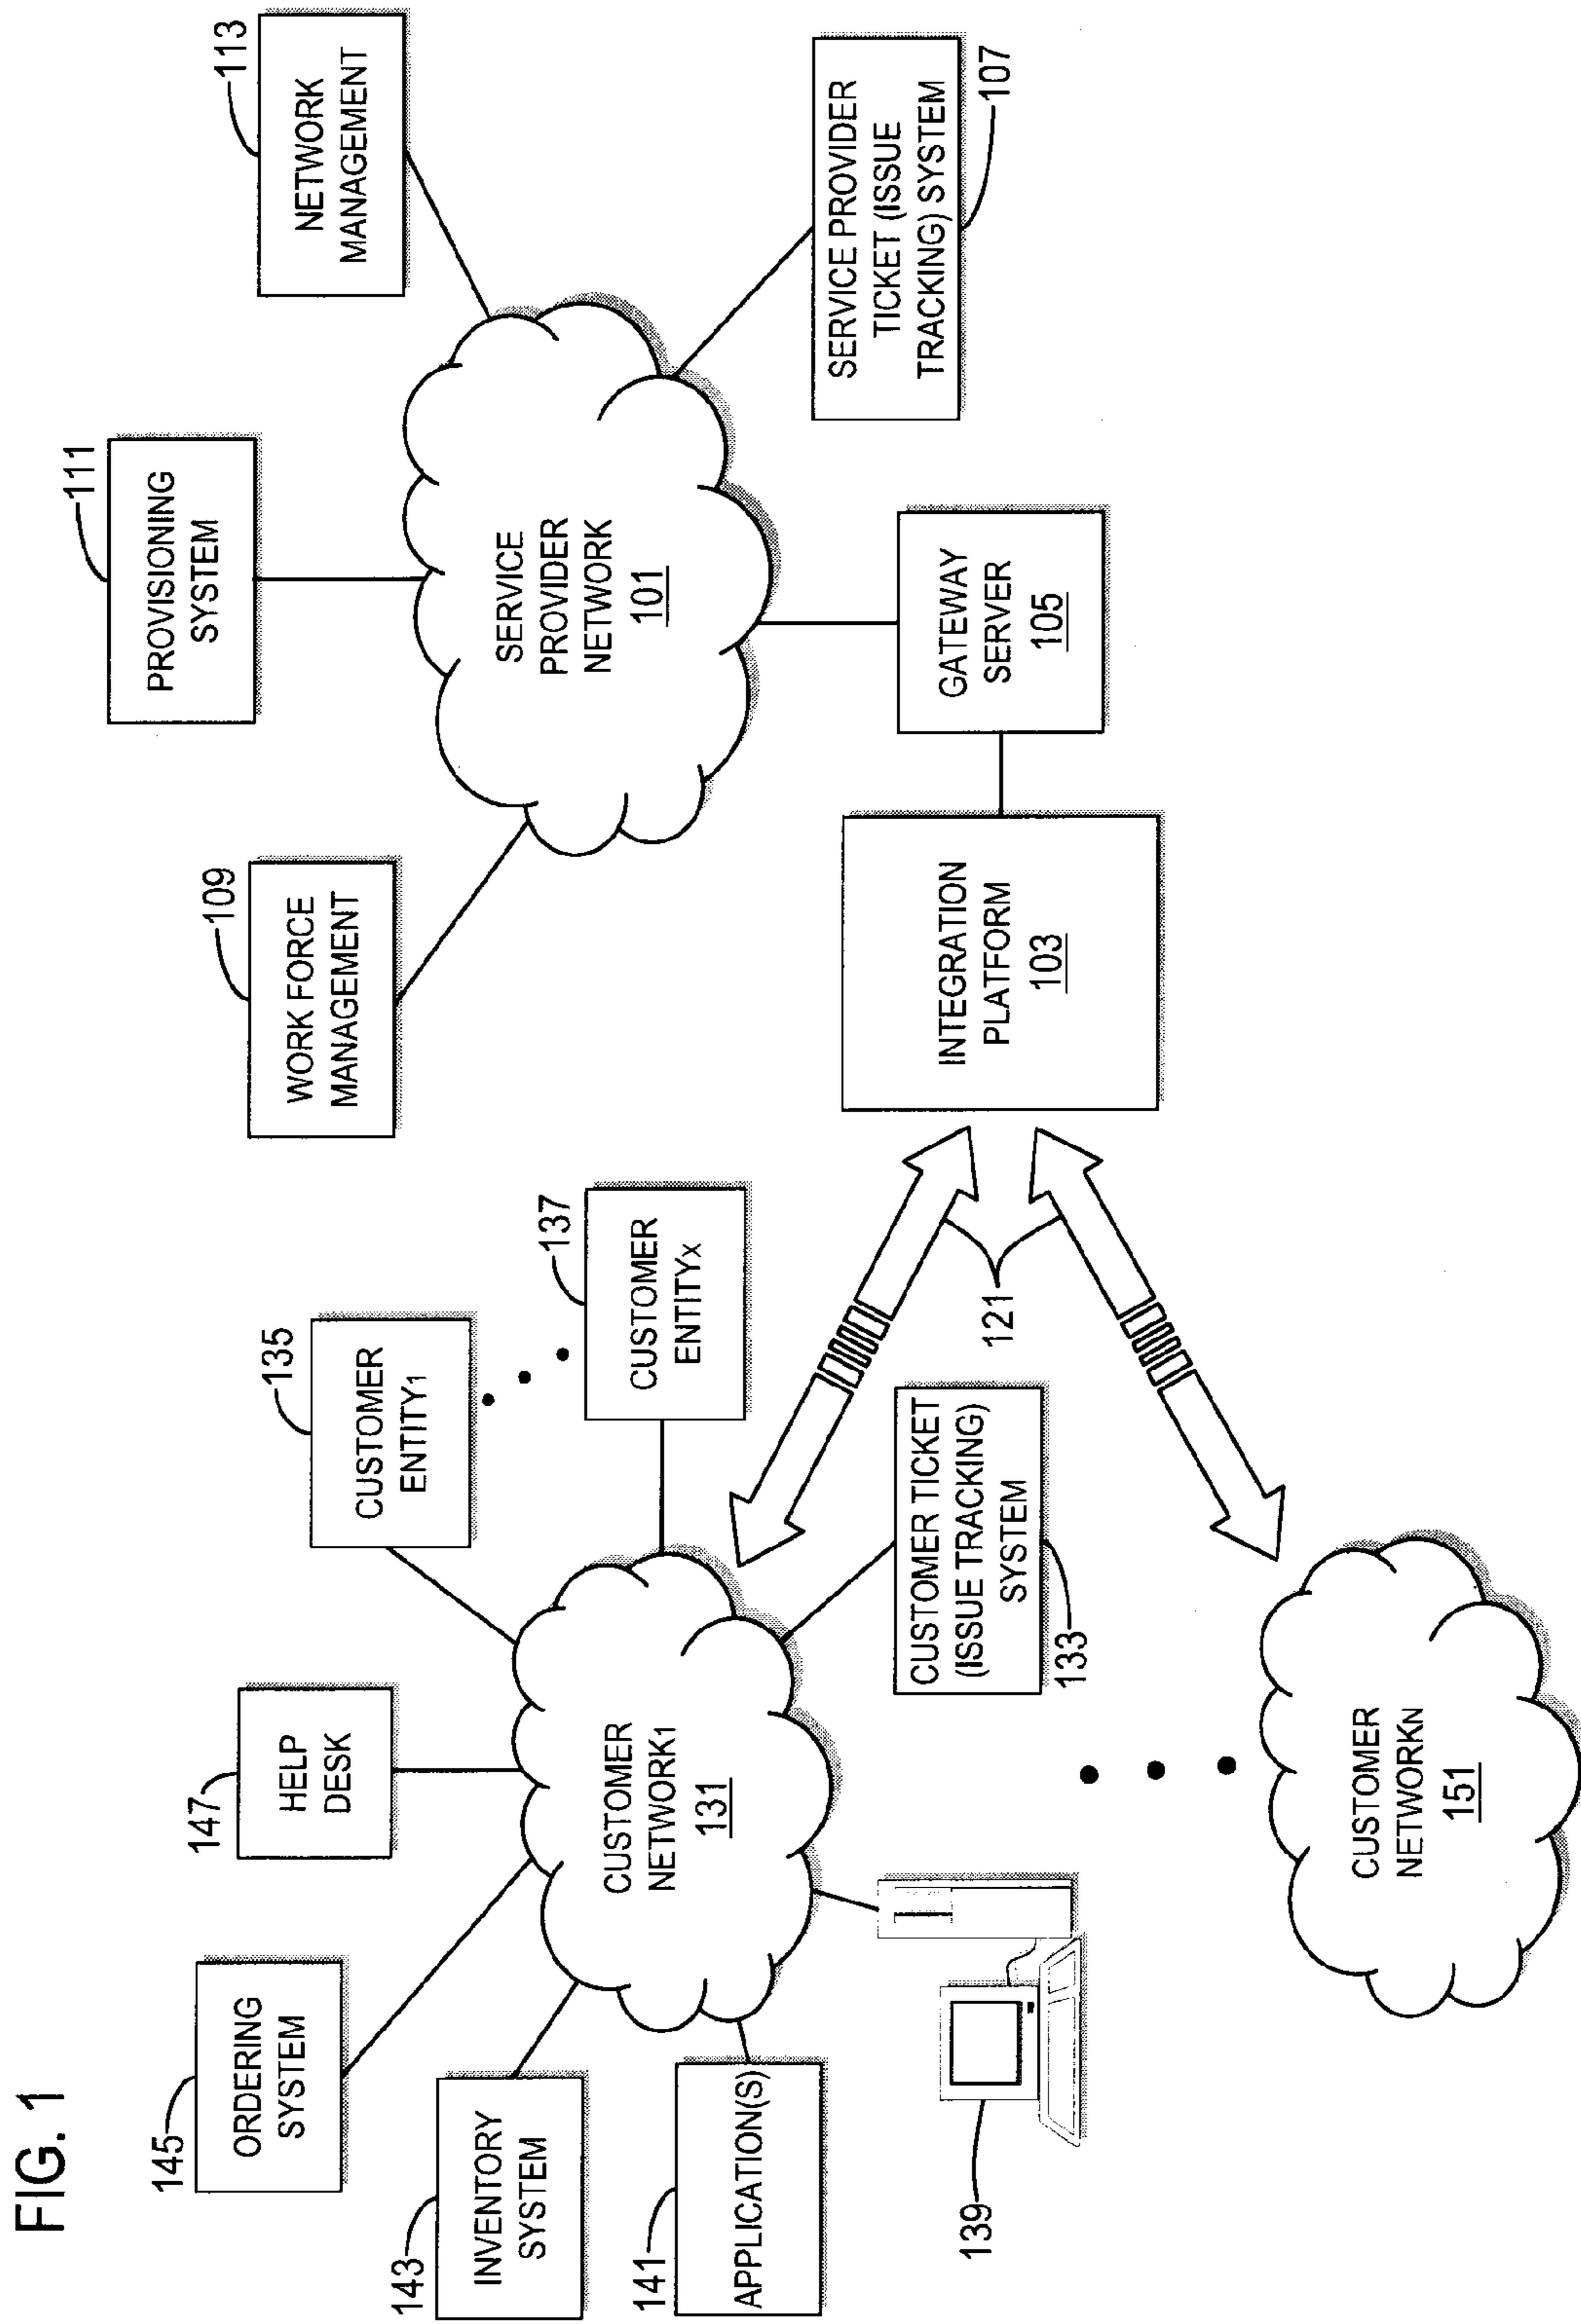 FIG. 1
145
ORDERING
SYSTEM
147
HELP
DESK
135
CUSTOMER
ENTITY1
137
CUSTOMER
ENTITYX
143
INVENTORY
SYSTEM
141
APPLICATION(S)
139
CUSTOMER
NETWORK1
131
CUSTOMER TICKET
(ISSUE TRACKING)
SYSTEM
133
CUSTOMER
NETWORKN
151
121
109
WORK FORCE
MANAGEMENT
111
PROVISIONING
SYSTEM
113
NETWORK
MANAGEMENT
SERVICE
PROVIDER
NETWORK
101
SERVICE PROVIDER
TICKET (ISSUE
TRACKING) SYSTEM
107
INTEGRATION
PLATFORM
103
GATEWAY
SERVER
105